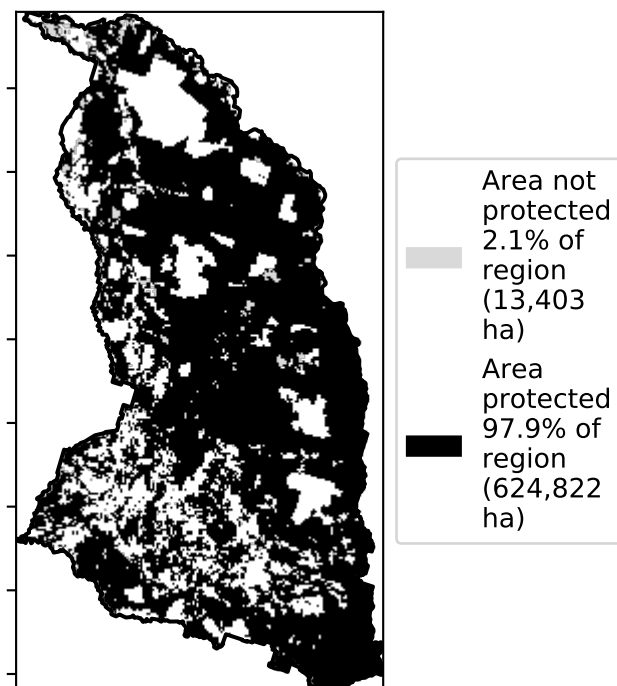 Area not
protected
2.1% of
region
(13,403
ha)
Area
protected
97.9% of
region
(624,822
ha)